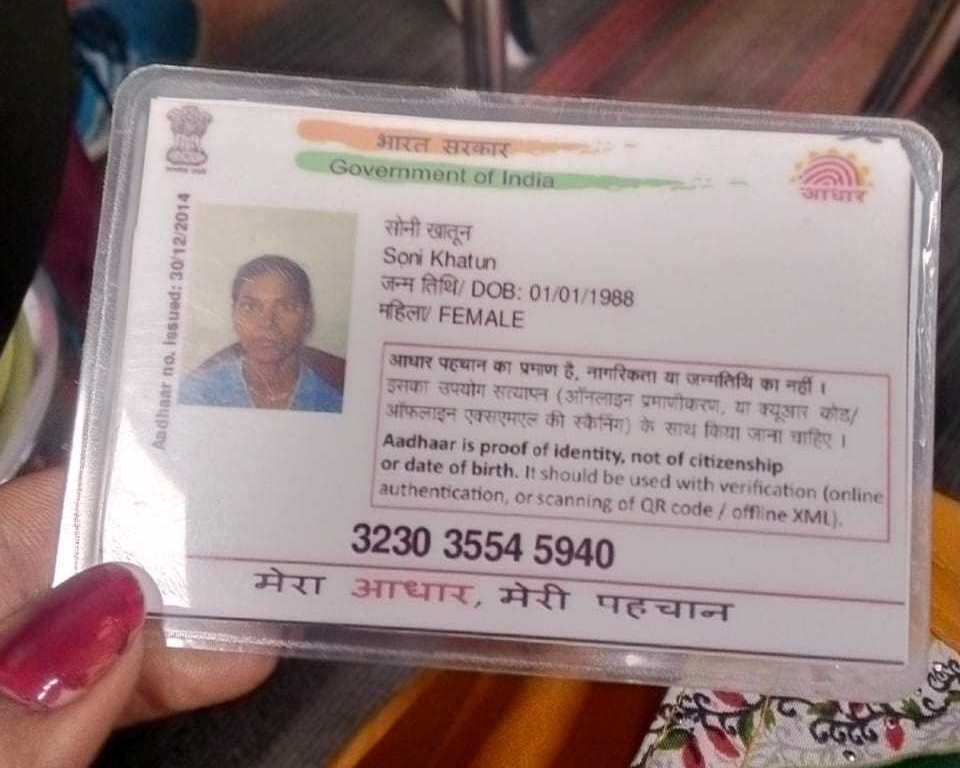 भारत सरकार
Government of India
आधार
Aadhaar no. issued: 30/12/2014
सोनी खातून
Soni Khatun
जन्म तिथि/ DOB: 01/01/1988
महिला/ FEMALE
आधार पहचान का प्रमाण है, नागरिकता या जन्मतिथि का नहीं ।
इसका उपयोग सत्यापन (ऑनलाइन प्रमाणीकरण, या क्यूआर कोड/
ऑफलाइन एक्सएमएल की स्कैनिंग) के साथ किया जाना चाहिए ।
Aadhaar is proof of identity, not of citizenship
or date of birth. It should be used with verification (online
authentication, or scanning of QR code / offline XML).
3230 3554 5940
मेरा आधार, मेरी पहचान